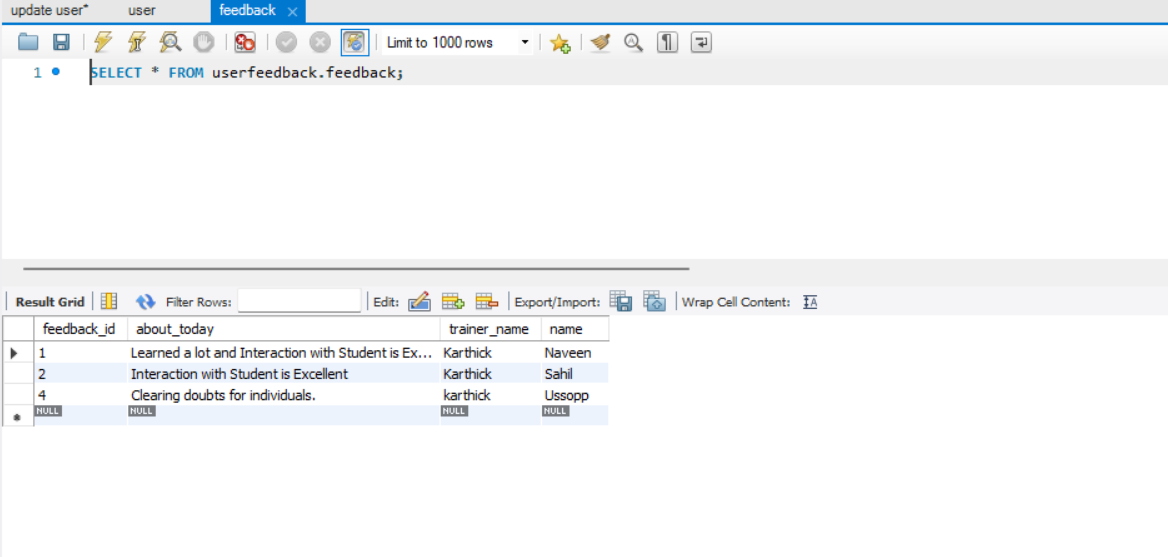 update user* user feedback
Limit to 1000 rows
1 SELECT * FROM userfeedback.feedback;
Result Grid Filter Rows: Edit: Export/Import: Wrap Cell Content:
feedback_id about_today trainer_name name
1 Learned a lot and Interaction with Student is Ex... Karthick Naveen
2 Interaction with Student is Excellent Karthick Sahil
4 Clearing doubts for individuals. karthick Ussopp
NULL NULL NULL NULL